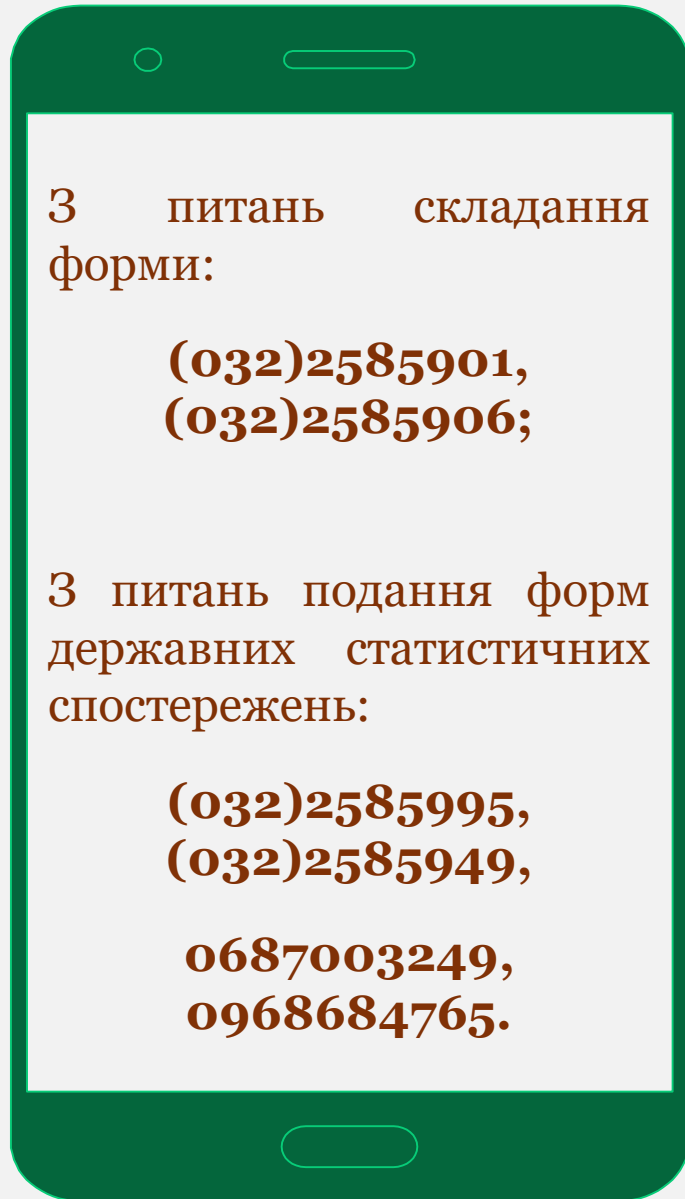 З питань складання
форми:
(032)2585901,
(032)2585906;
З питань подання форм
державних статистичних
спостережень:
(032)2585995,
(032)2585949,
0687003249,
0968684765.